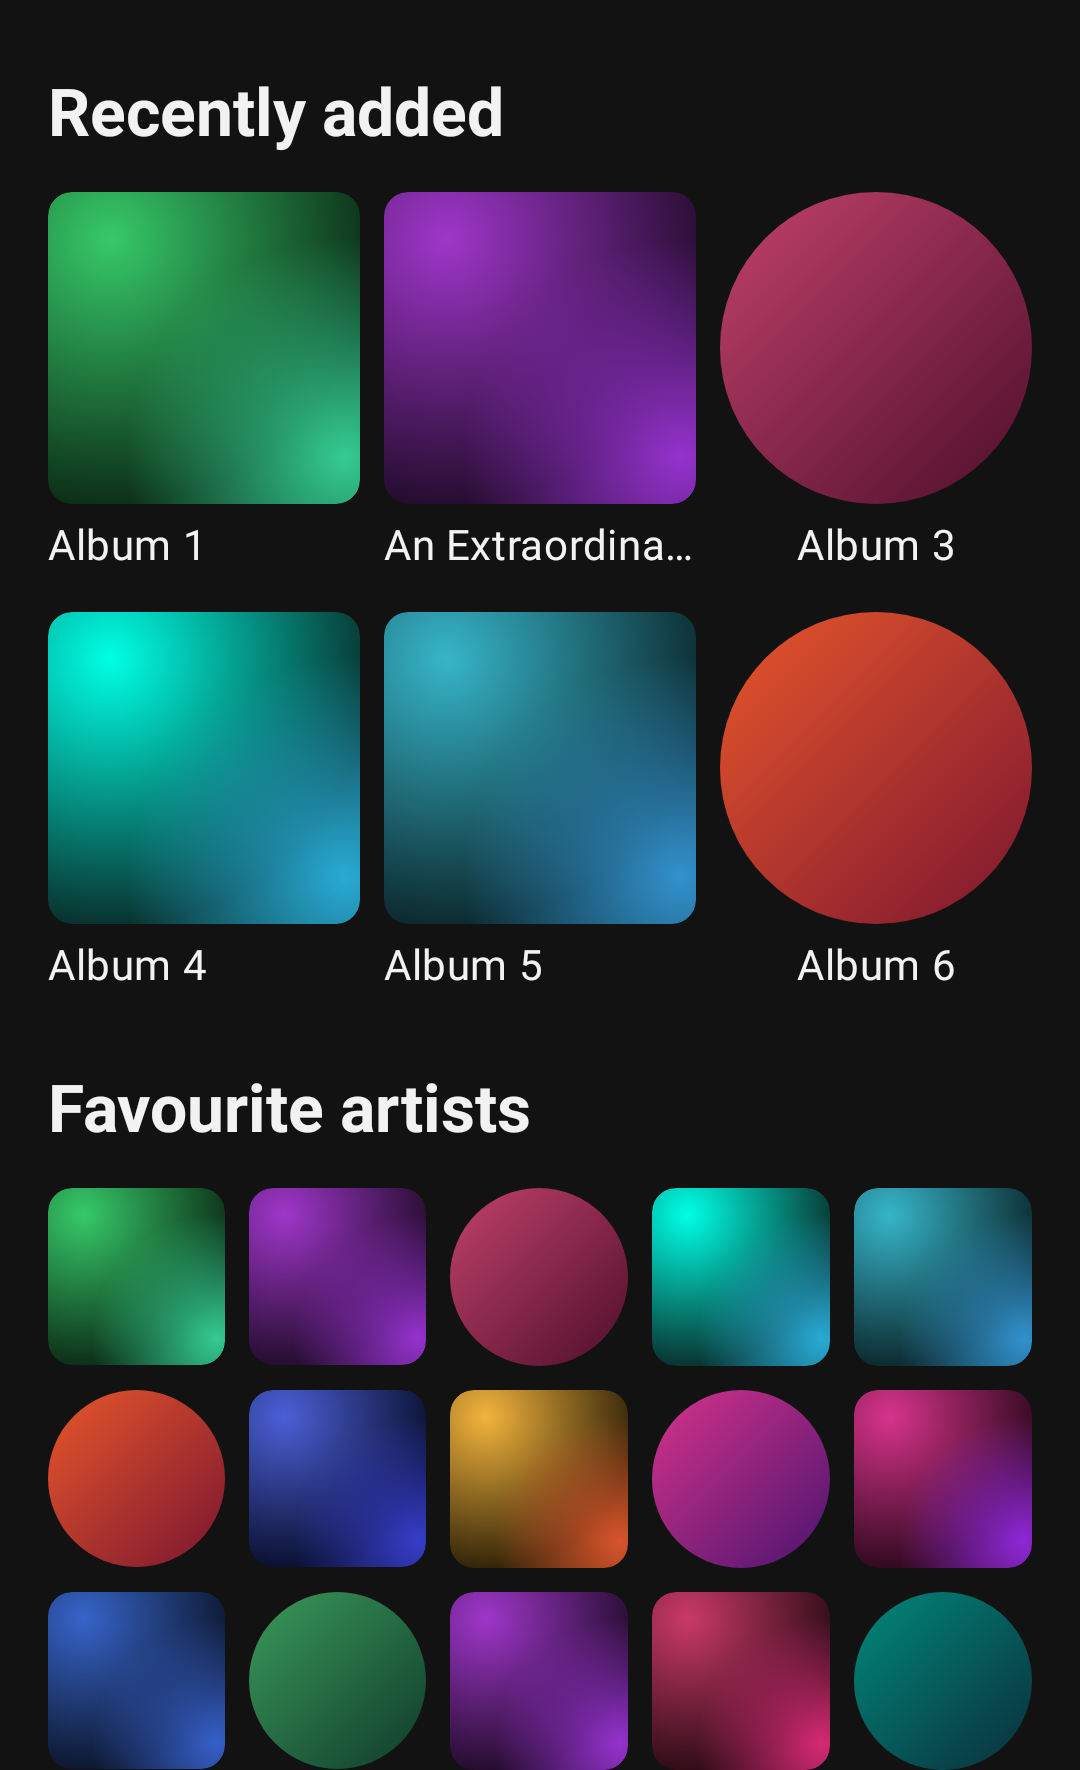 Recently added
Album 1
An Extraordina...
Album 3
Album 4
Album 5
Album 6
Favourite artists